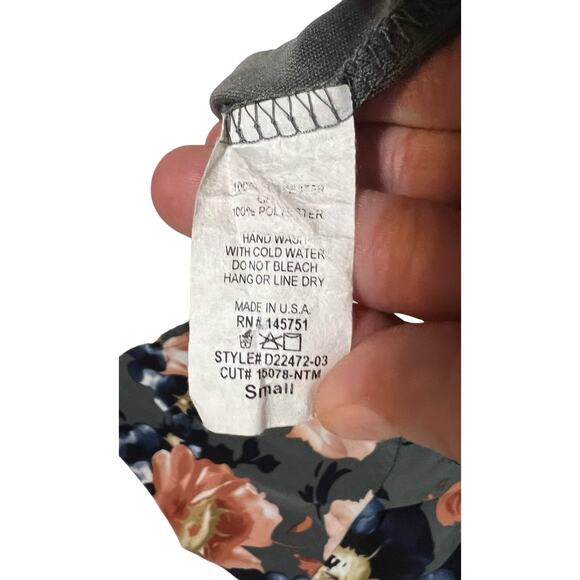 100%
100% POLYESTER
HAND WASH
WITH COLD WATER
DO NOT BLEACH
HANG OR LINE DRY
MADE IN U.S.A.
RN# 145751
STYLE# D22472-03
CUT# 15078-NTM
Small